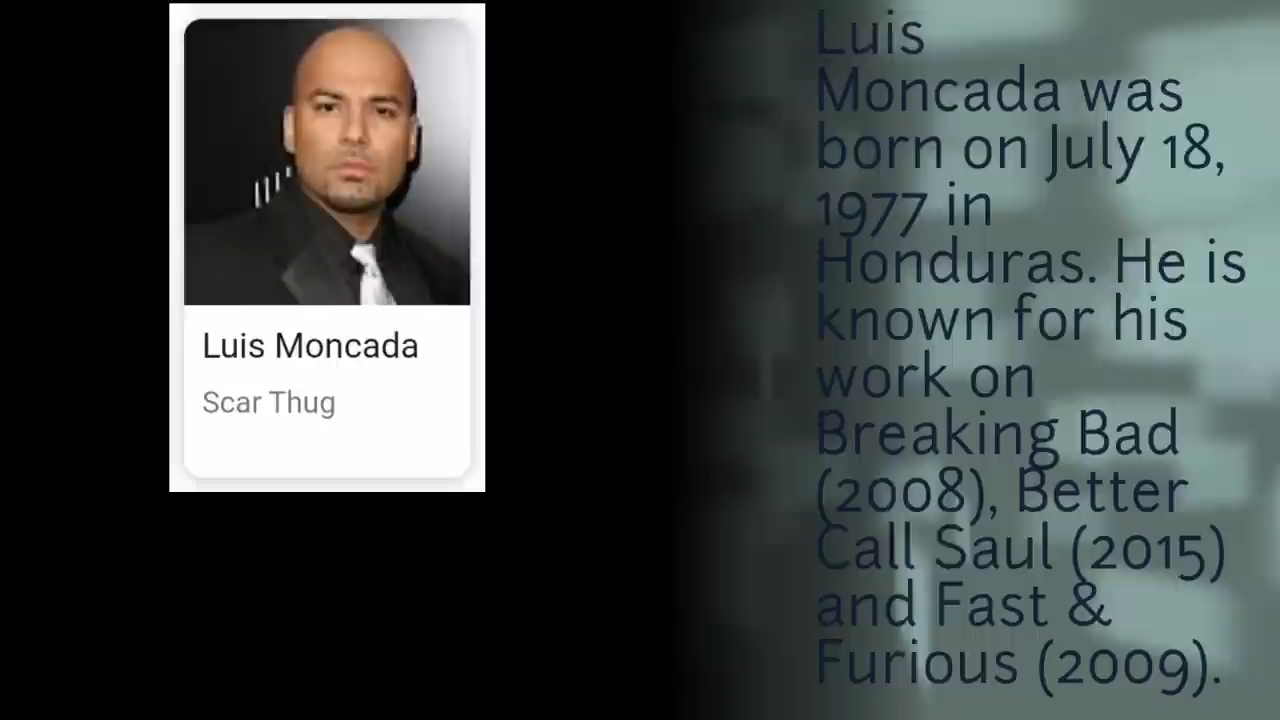 Luis Moncada
Scar Thug
Luis
Moncada was
born on July 18,
1977 in
Honduras. He is
known for his
work on
Breaking Bad
(2008), Better
Call Saul (2015)
and Fast &
Furious (2009).